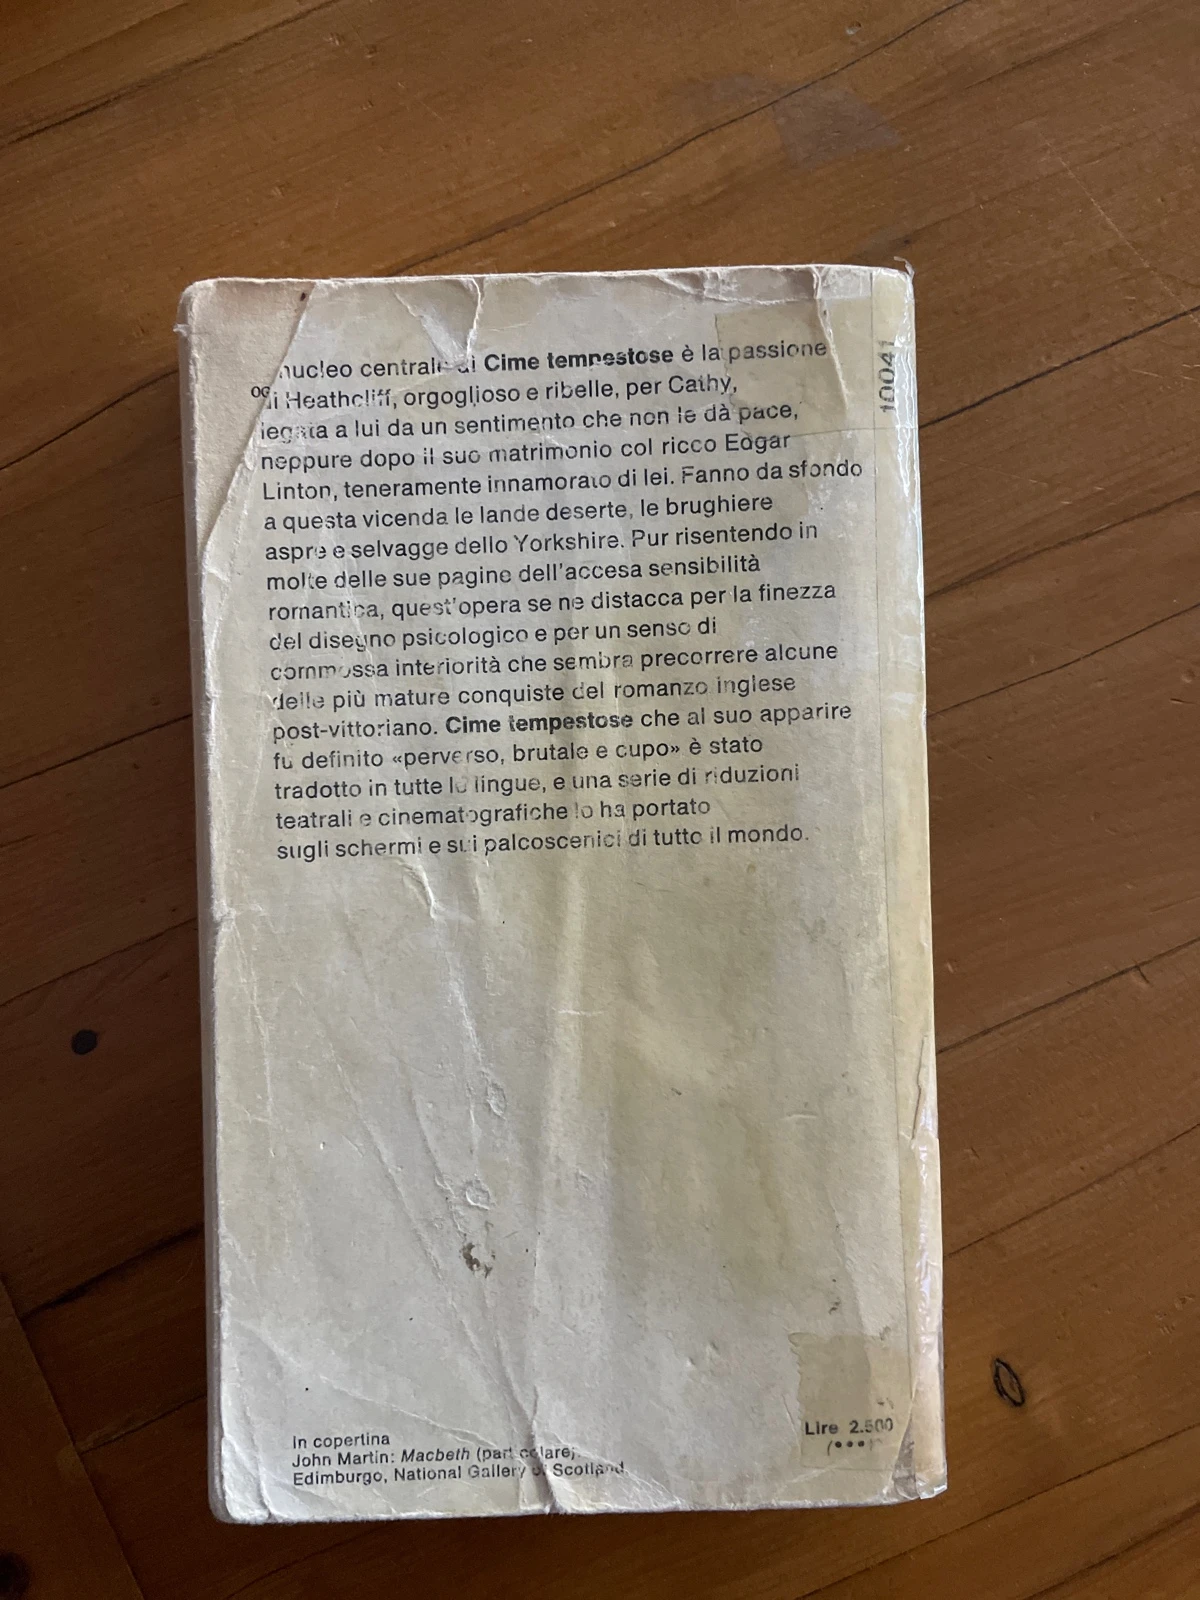 nucleo centrale di Cime tempestose è la passione
di Heathcliff, orgoglioso e ribelle, per Cathy,
legata a lui da un sentimento che non le dà pace,
neppure dopo il suo matrimonio col ricco Edgar
Linton, teneramente innamorato di lei. Fanno da sfondo
a questa vicenda le lande deserte, le brughiere
aspre e selvagge dello Yorkshire. Pur risentendo in
molte delle sue pagine dell'accesa sensibilità
romantica, quest'opera se ne distacca per la finezza
del disegno psicologico e per un senso di
commossa interiorità che sembra precorrere alcune
delle più mature conquiste del romanzo inglese
post-vittoriano. Cime tempestose che al suo apparire
fu definito «perverso, brutale e cupo» è stato
tradotto in tutte le lingue, e una serie di riduzioni
teatrali e cinematografiche lo ha portato
sugli schermi e sui palcoscenici di tutto il mondo.
10041
In copertina
John Martin: Macbeth (particolare).
Edimburgo, National Gallery of Scotland.
Lire 2.500
(•••)